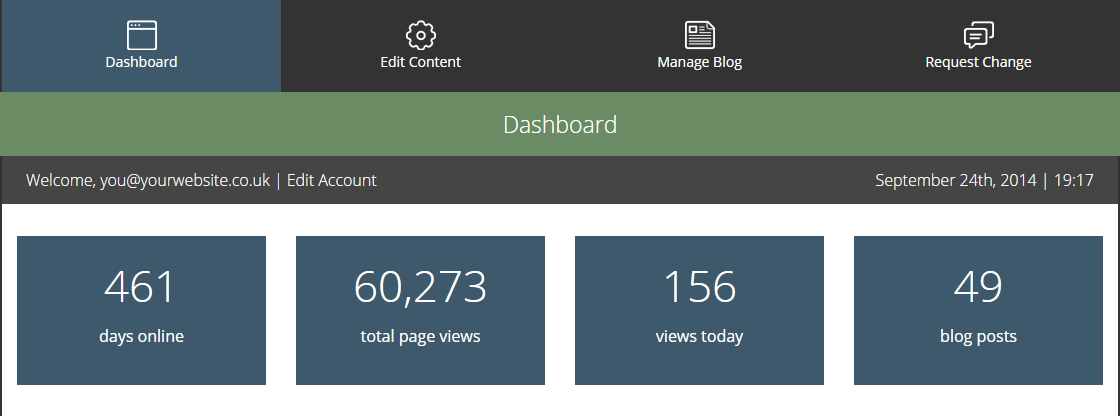 Dashboard
Edit Content
Manage Blog
Request Change
Dashboard
Welcome, you@yourwebsite.co.uk | Edit Account
September 24th, 2014 | 19:17
461
days online
60,273
total page views
156
views today
49
blog posts